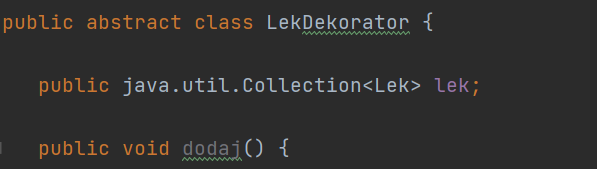 public abstract class LekDekorator {
public java.util.Collection<Lek> lek;
public void dodaj() {